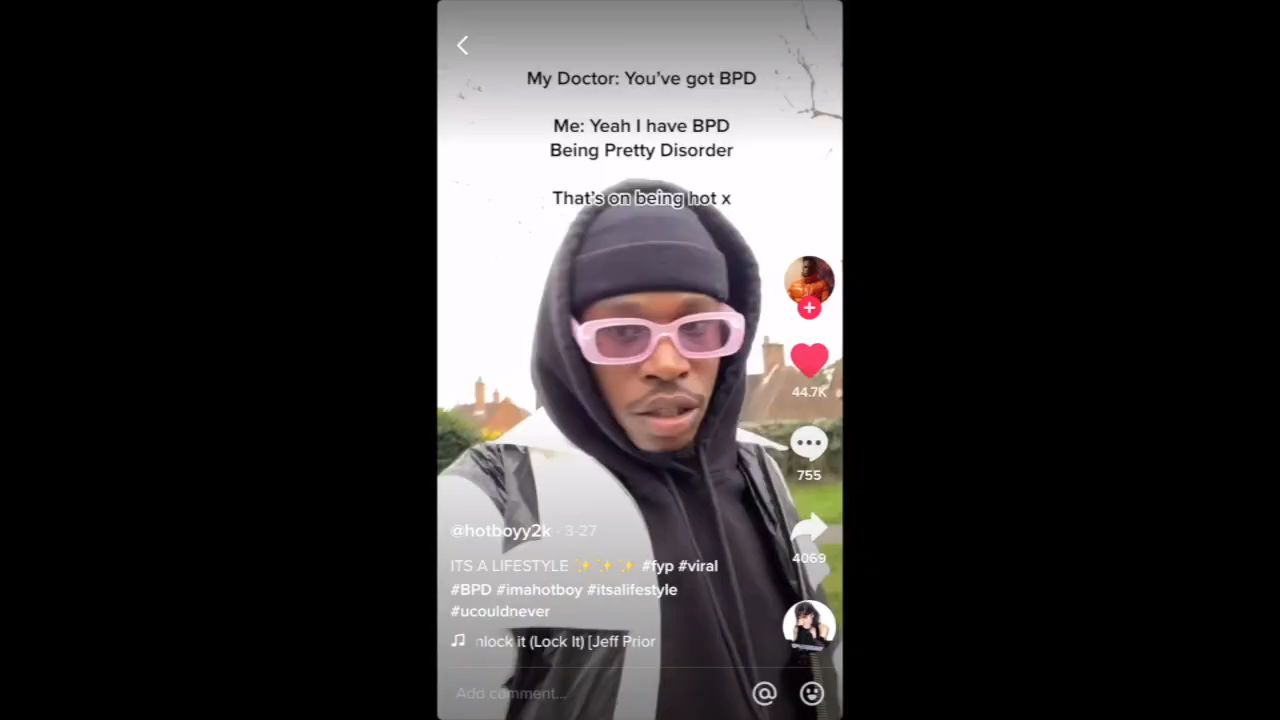 My Doctor: You've got BPD
Me: Yeah I have BPD
Being Pretty Disorder
That's on being hot x
44.7K
755
4069
@hotboyy2k · 3-27
ITS A LIFESTYLE ✨✨✨ #fyp #viral
#BPD #imahotboy #itsalifestyle
#ucouldnever
nlock it (Lock It) [Jeff Prior
Add comment...